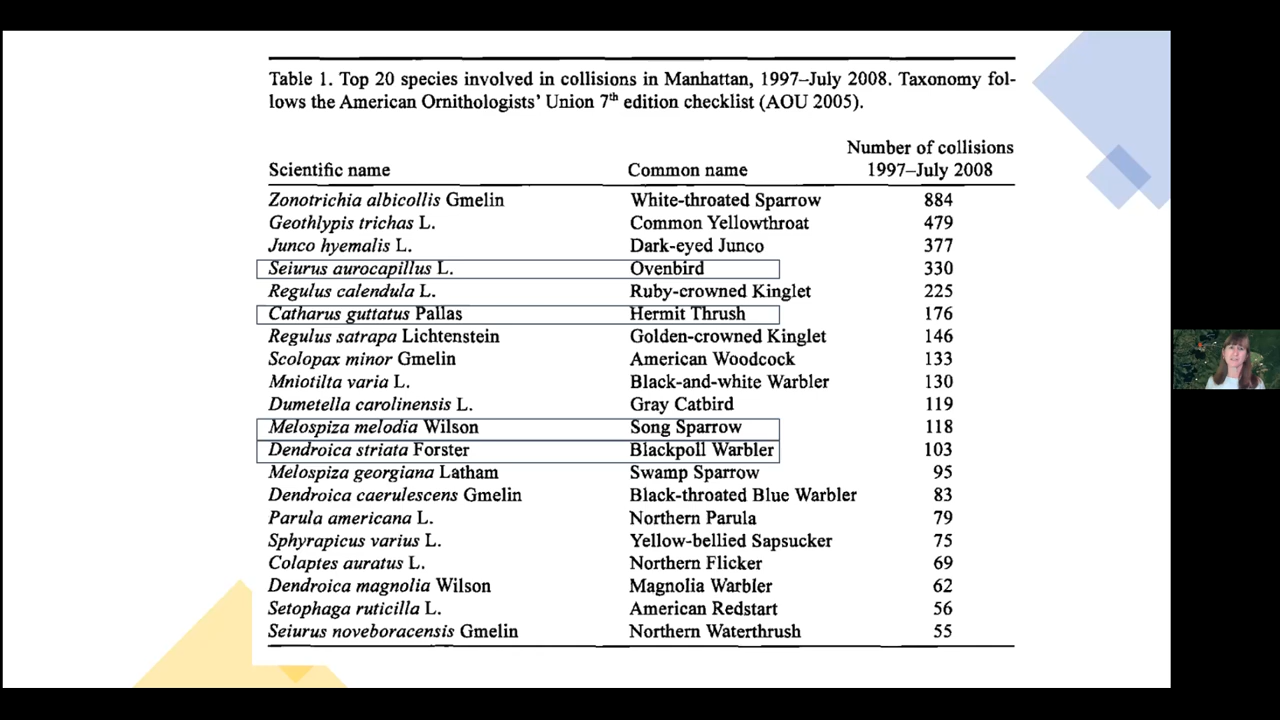 Table 1. Top 20 species involved in collisions in Manhattan, 1997–July 2008. Taxonomy fol-
lows the American Ornithologists' Union 7th edition checklist (AOU 2005).
Number of collisions
Scientific name Common name 1997–July 2008
Zonotrichia albicollis Gmelin White-throated Sparrow 884
Geothlypis trichas L. Common Yellowthroat 479
Junco hyemalis L. Dark-eyed Junco 377
Seiurus aurocapillus L. Ovenbird 330
Regulus calendula L. Ruby-crowned Kinglet 225
Catharus guttatus Pallas Hermit Thrush 176
Regulus satrapa Lichtenstein Golden-crowned Kinglet 146
Scolopax minor Gmelin American Woodcock 133
Mniotilta varia L. Black-and-white Warbler 130
Dumetella carolinensis L. Gray Catbird 119
Melospiza melodia Wilson Song Sparrow 118
Dendroica striata Forster Blackpoll Warbler 103
Melospiza georgiana Latham Swamp Sparrow 95
Dendroica caerulescens Gmelin Black-throated Blue Warbler 83
Parula americana L. Northern Parula 79
Sphyrapicus varius L. Yellow-bellied Sapsucker 75
Colaptes auratus L. Northern Flicker 69
Dendroica magnolia Wilson Magnolia Warbler 62
Setophaga ruticilla L. American Redstart 56
Seiurus noveboracensis Gmelin Northern Waterthrush 55